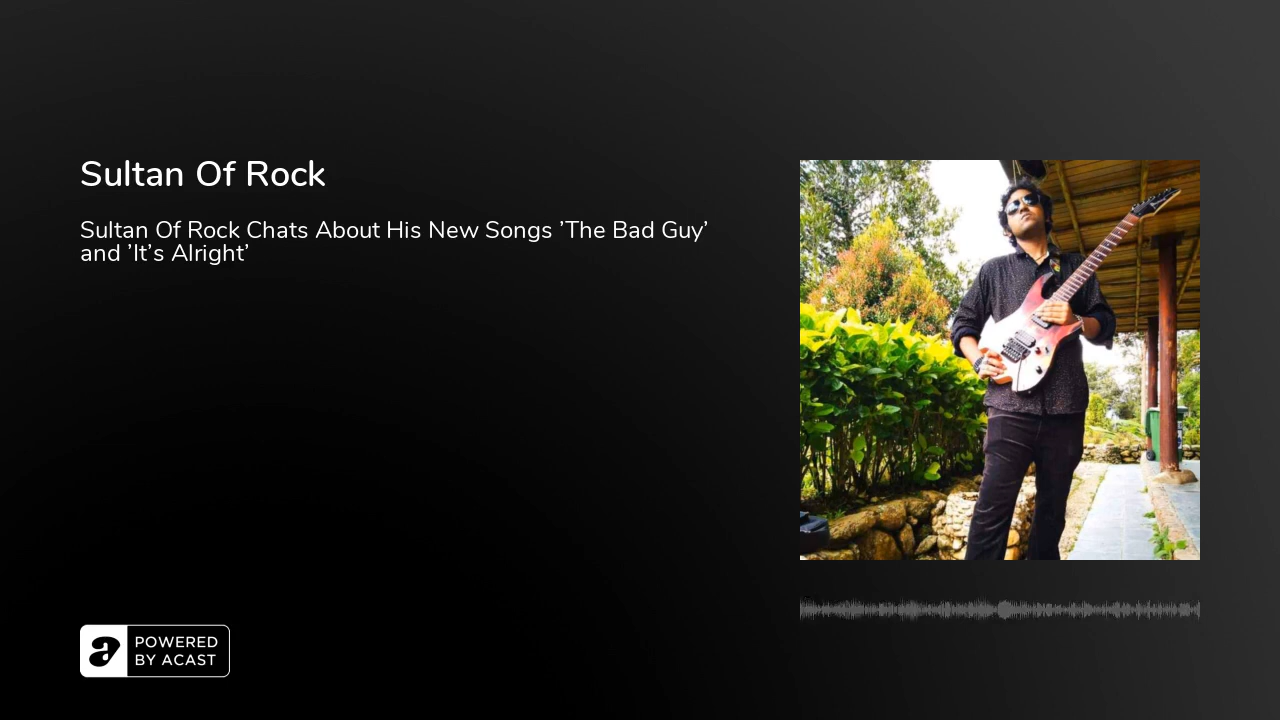 Sultan Of Rock
Sultan Of Rock Chats About His New Songs ’The Bad Guy’
and ’It’s Alright’
POWERED
BY ACAST